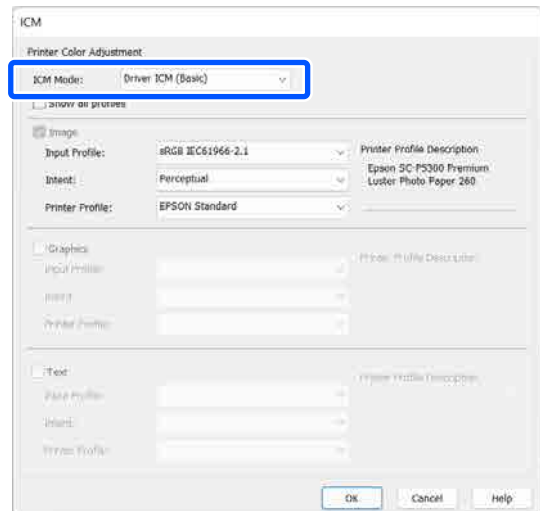 ICM
Printer Color Adjustment
ICM Mode: Driver ICM (Basic)
Show all profiles
Image
Input Profile: sRGB IEC61966-2.1
Printer Profile Description
Epson SC-P5300 Premium
Luster Photo Paper 260
Intent: Perceptual
Printer Profile: EPSON Standard
Graphics
Printer Profile Description
Input Profile:
Intent:
Printer Profile:
Text
Printer Profile Description
Input Profile:
Intent:
Printer Profile:
OK Cancel Help